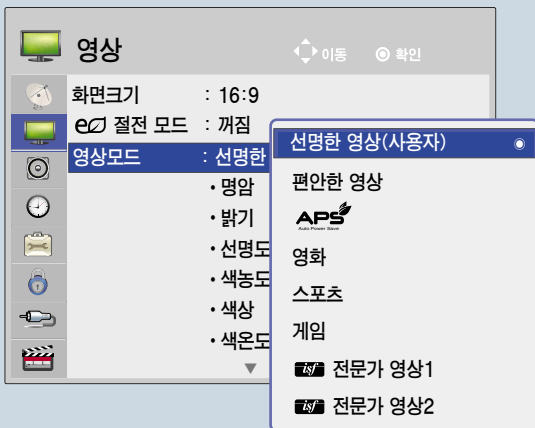 영상
이동 확인
화면크기 : 16:9
eco 절전 모드 : 꺼짐
영상모드 : 선명한
• 명암
• 밝기
• 선명도
• 색농도
• 색상
• 색온도
선명한 영상(사용자)
편안한 영상
APS
Auto Power Save
영화
스포츠
게임
isf 전문가 영상1
isf 전문가 영상2